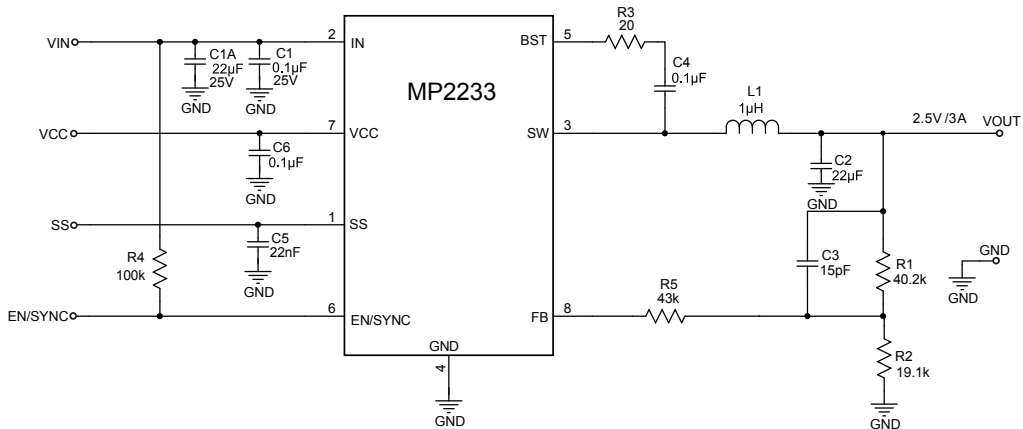 R3
20
VIN
2
IN
BST
5
C1A
22µF
25V
GND
C1
0.1µF
25V
GND
C4
0.1µF
MP2233
L1
1µH
2.5V/3A
VOUT
VCC
7
VCC
SW
3
C6
0.1µF
GND
C2
22µF
GND
SS
1
SS
C5
22nF
GND
R4
100k
C3
15pF
R1
40.2k
GND
GND
R5
43k
EN/SYNC
6
EN/SYNC
FB
8
GND
4
GND
R2
19.1k
GND